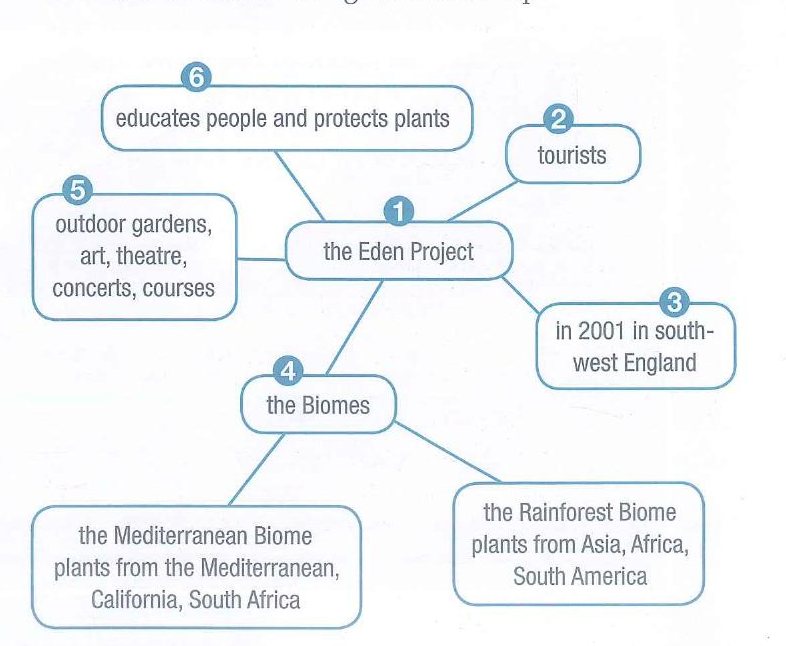 6
educates people and protects plants
2
tourists
5
outdoor gardens,
art, theatre,
concerts, courses
1
the Eden Project
3
in 2001 in south-
west England
4
the Biomes
the Mediterranean Biome
plants from the Mediterranean,
California, South Africa
the Rainforest Biome
plants from Asia, Africa,
South America